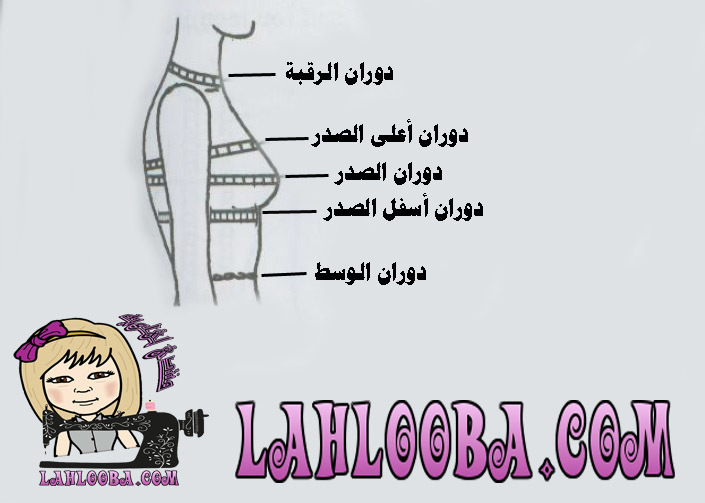 دوران الرقبة
دوران أعلى الصدر
دوران الصدر
دوران أسفل الصدر
دوران الوسط
LAHLOOBA.COM
LAHLOOBA.COM